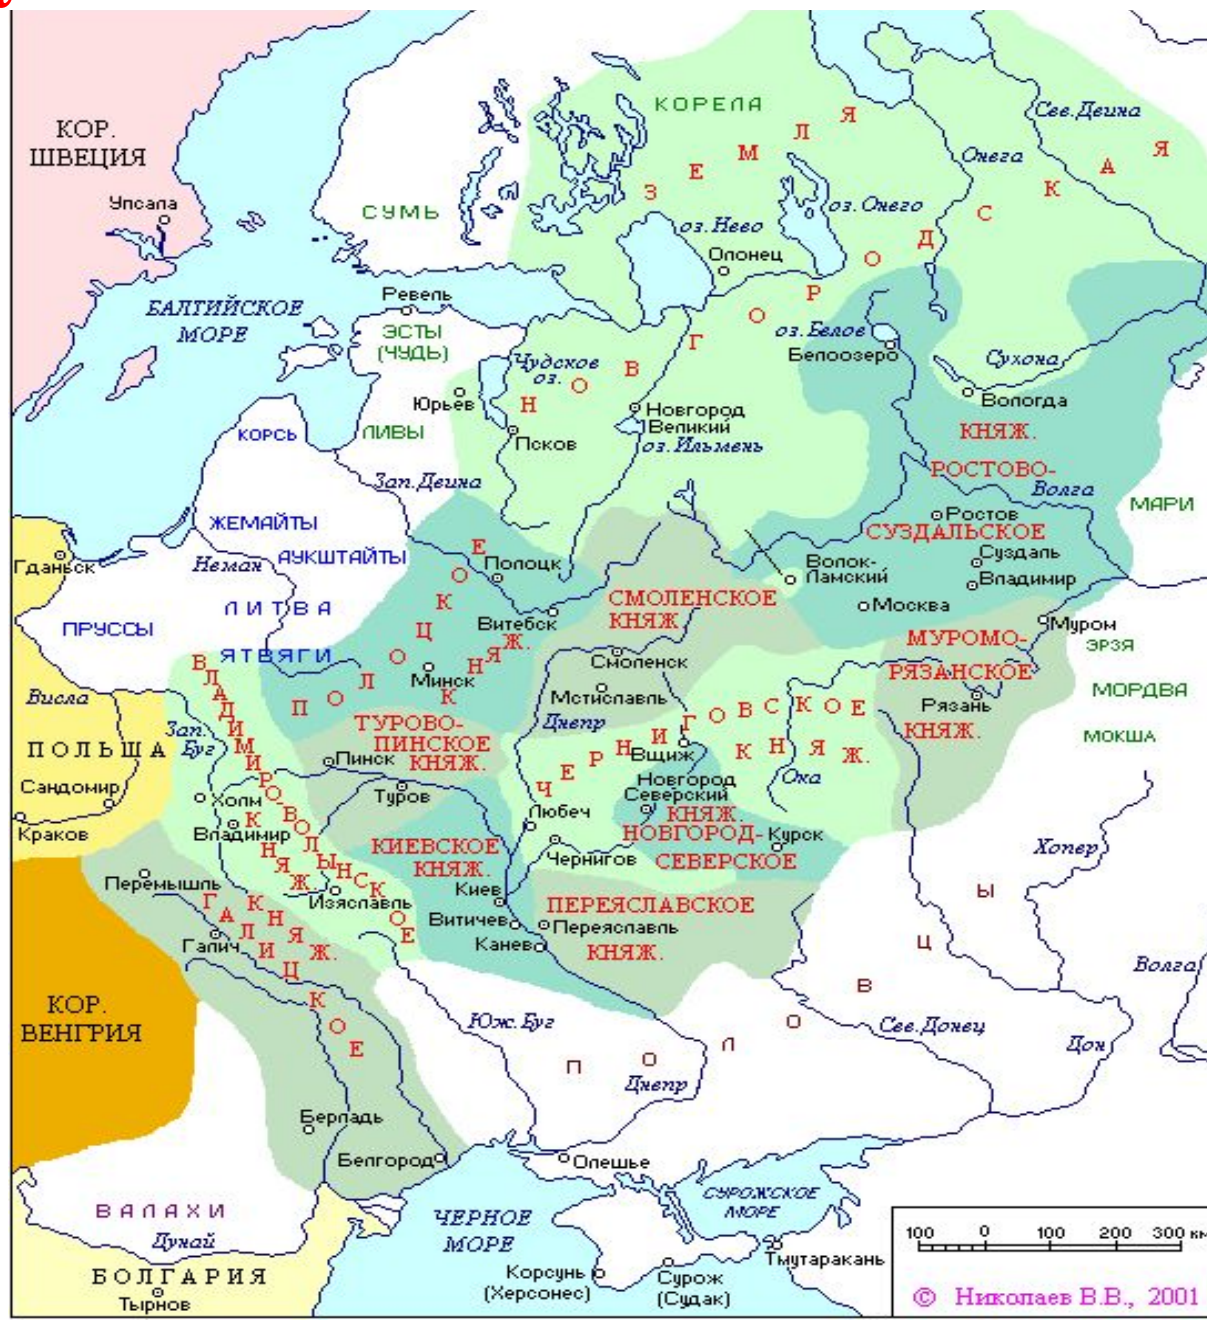 КОР.
ШВЕЦИЯ
Упсала
БАЛТИЙСКОЕ
МОРЕ
СУМЬ
КОРЕЛА
НОВГОРОДСКАЯ
ЗЕМЛЯ
Сев.Двина
Онега
оз.Онего
оз.Нево
Олонец
Ревель
ЭСТЫ
(ЧУДЬ)
Чудское
оз.
Юрьев
Псков
Новгород
Великий
оз.Ильмень
оз.Белое
Белоозеро
Сухона
Вологда
КНЯЖ.
РОСТОВО-
СУЗДАЛЬСКОЕ
Волга
Ростов
Суздаль
Владимир
Москва
Волок-
Ламский
МАРИ
КОРСЬ
ЛИВЫ
Зап.Двина
ЖЕМАЙТЫ
АУКШТАЙТЫ
Неман
ЛИТВА
ПРУССЫ
ЯТВЯГИ
Гданьск
Висла
ПОЛЬША
Сандомир
Краков
Зап.
Буг
ПОЛОЦКОЕ
КНЯЖ.
Полоцк
Витебск
Минск
СМОЛЕНСКОЕ
КНЯЖ
Смоленск
Мстиславль
Днепр
МУРОМО-
РЯЗАНСКОЕ
КНЯЖ.
Муром
Рязань
ЭРЗЯ
МОРДВА
МОКША
ТУРОВО-
ПИНСКОЕ
КНЯЖ.
Пинск
Туров
ЧЕРНИГОВСКОЕ
КНЯЖ.
Вщиж
Ока
Новгород
Северский
КНЯЖ.
НОВГОРОД-
СЕВЕРСКОЕ
Курск
Любеч
Чернигов
ВЛАДИМИРОВОЛЫНСКОЕ
КНЯЖ
Холм
Владимир
Изяславль
КИЕВСКОЕ
КНЯЖ.
Киев
Витичев
Канев
ПЕРЕЯСЛАВСКОЕ
КНЯЖ.
Переяславль
Перемышль
ГАЛИЦКОЕ
КНЯЖ.
Галич
КОР.
ВЕНГРИЯ
Юж.Буг
Днепр
ПОЛОВЦЫ
Хопер
Волга
Сев.Донец
Дон
Берладь
Белгород
Олешье
ВАЛАХИ
Дунай
БОЛГАРИЯ
Тырнов
ЧЕРНОЕ
МОРЕ
СУРОЖСКОЕ
МОРЕ
Корсунь
(Херсонес)
Сурож
(Судак)
Тмутаракань
100 0 100 200 300 км
© Николаев В.В., 2001